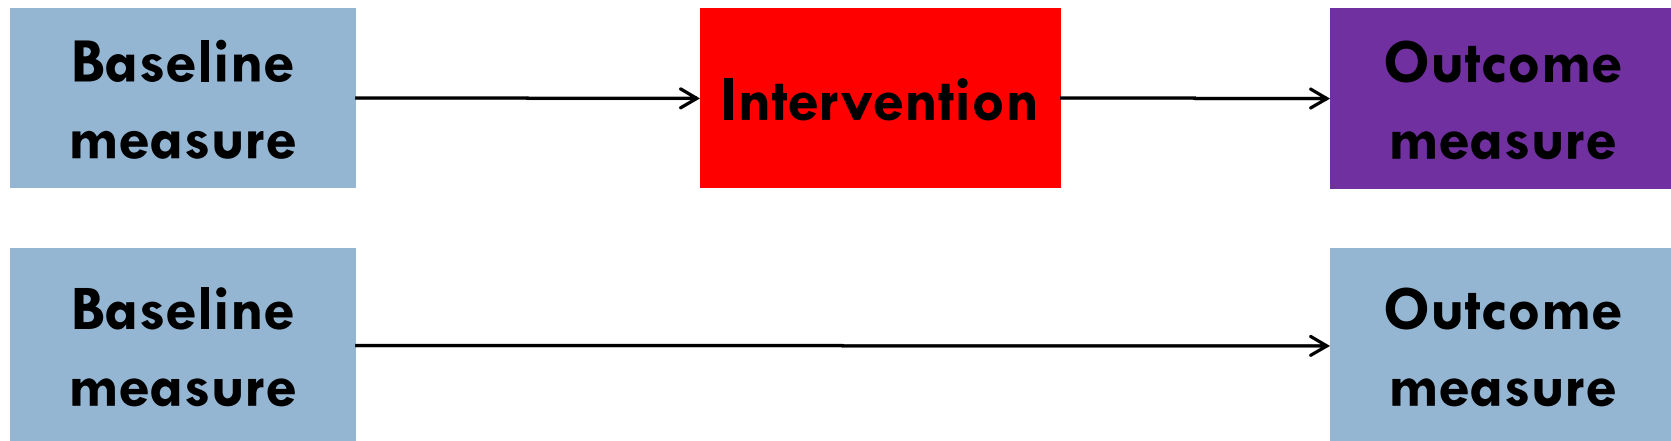 Baseline
measure
Intervention
Outcome
measure
Baseline
measure
Outcome
measure